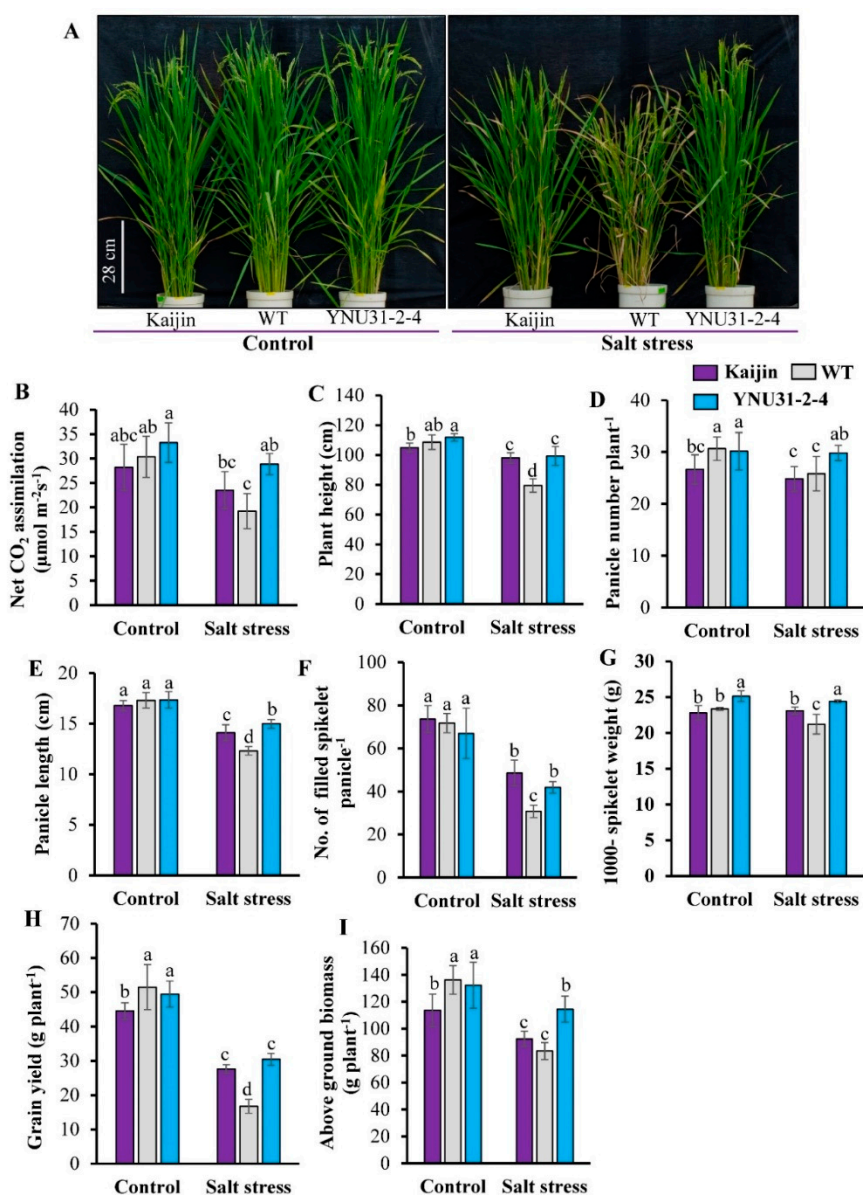 A
28 cm
Kaijin WT YNU31-2-4
Control
Kaijin WT YNU31-2-4
Salt stress
Kaijin WT
YNU31-2-4
B
Net CO2 assimilation
(µmol m-2s-1)
40
35
30
25
20
15
10
5
0
abc ab a
bc c ab
Control Salt stress
C
Plant height (cm)
140
120
100
80
60
40
20
0
b ab a
c d c
Control Salt stress
D
Panicle number plant-1
40
30
20
10
0
bc a a
c c ab
Control Salt stress
E
Panicle length (cm)
20
15
10
5
0
a a a
c d b
Control Salt stress
F
No. of filled spikelet
panicle-1
100
80
60
40
20
0
a a a
b c b
Control Salt stress
G
1000- spikelet weight (g)
30
25
20
15
10
5
0
b b a
b c a
Control Salt stress
H
Grain yield (g plant-1)
70
60
50
40
30
20
10
0
b a a
c d c
Control Salt stress
I
Above ground biomass
(g plant-1)
160
140
120
100
80
60
40
20
0
b a a
c c b
Control Salt stress